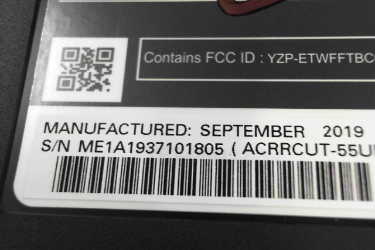 Contains FCC ID : YZP-ETWFFTBC
MANUFACTURED: SEPTEMBER 2019
S/N ME1A1937101805 ( ACRRCUT-55U